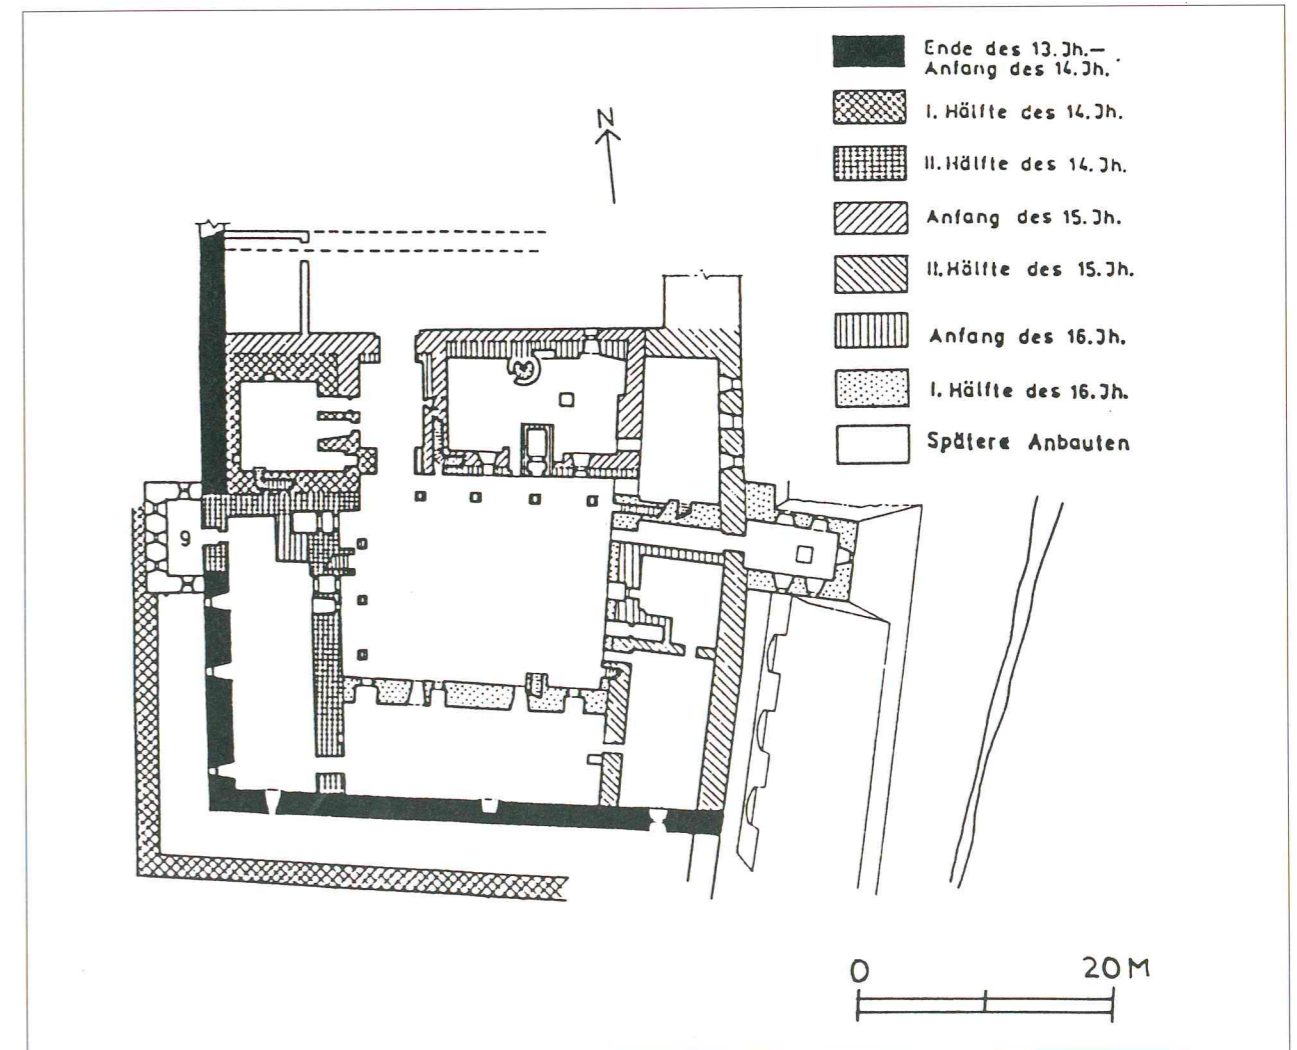 Ende des 13. Jh.—
Anfang des 14. Jh.
I. Hälfte des 14. Jh.
II. Hälfte des 14. Jh.
Anfang des 15. Jh.
II. Hälfte des 15. Jh.
Anfang des 16. Jh.
I. Hälfte des 16. Jh.
Spätere Anbauten
N
9
0 20 M